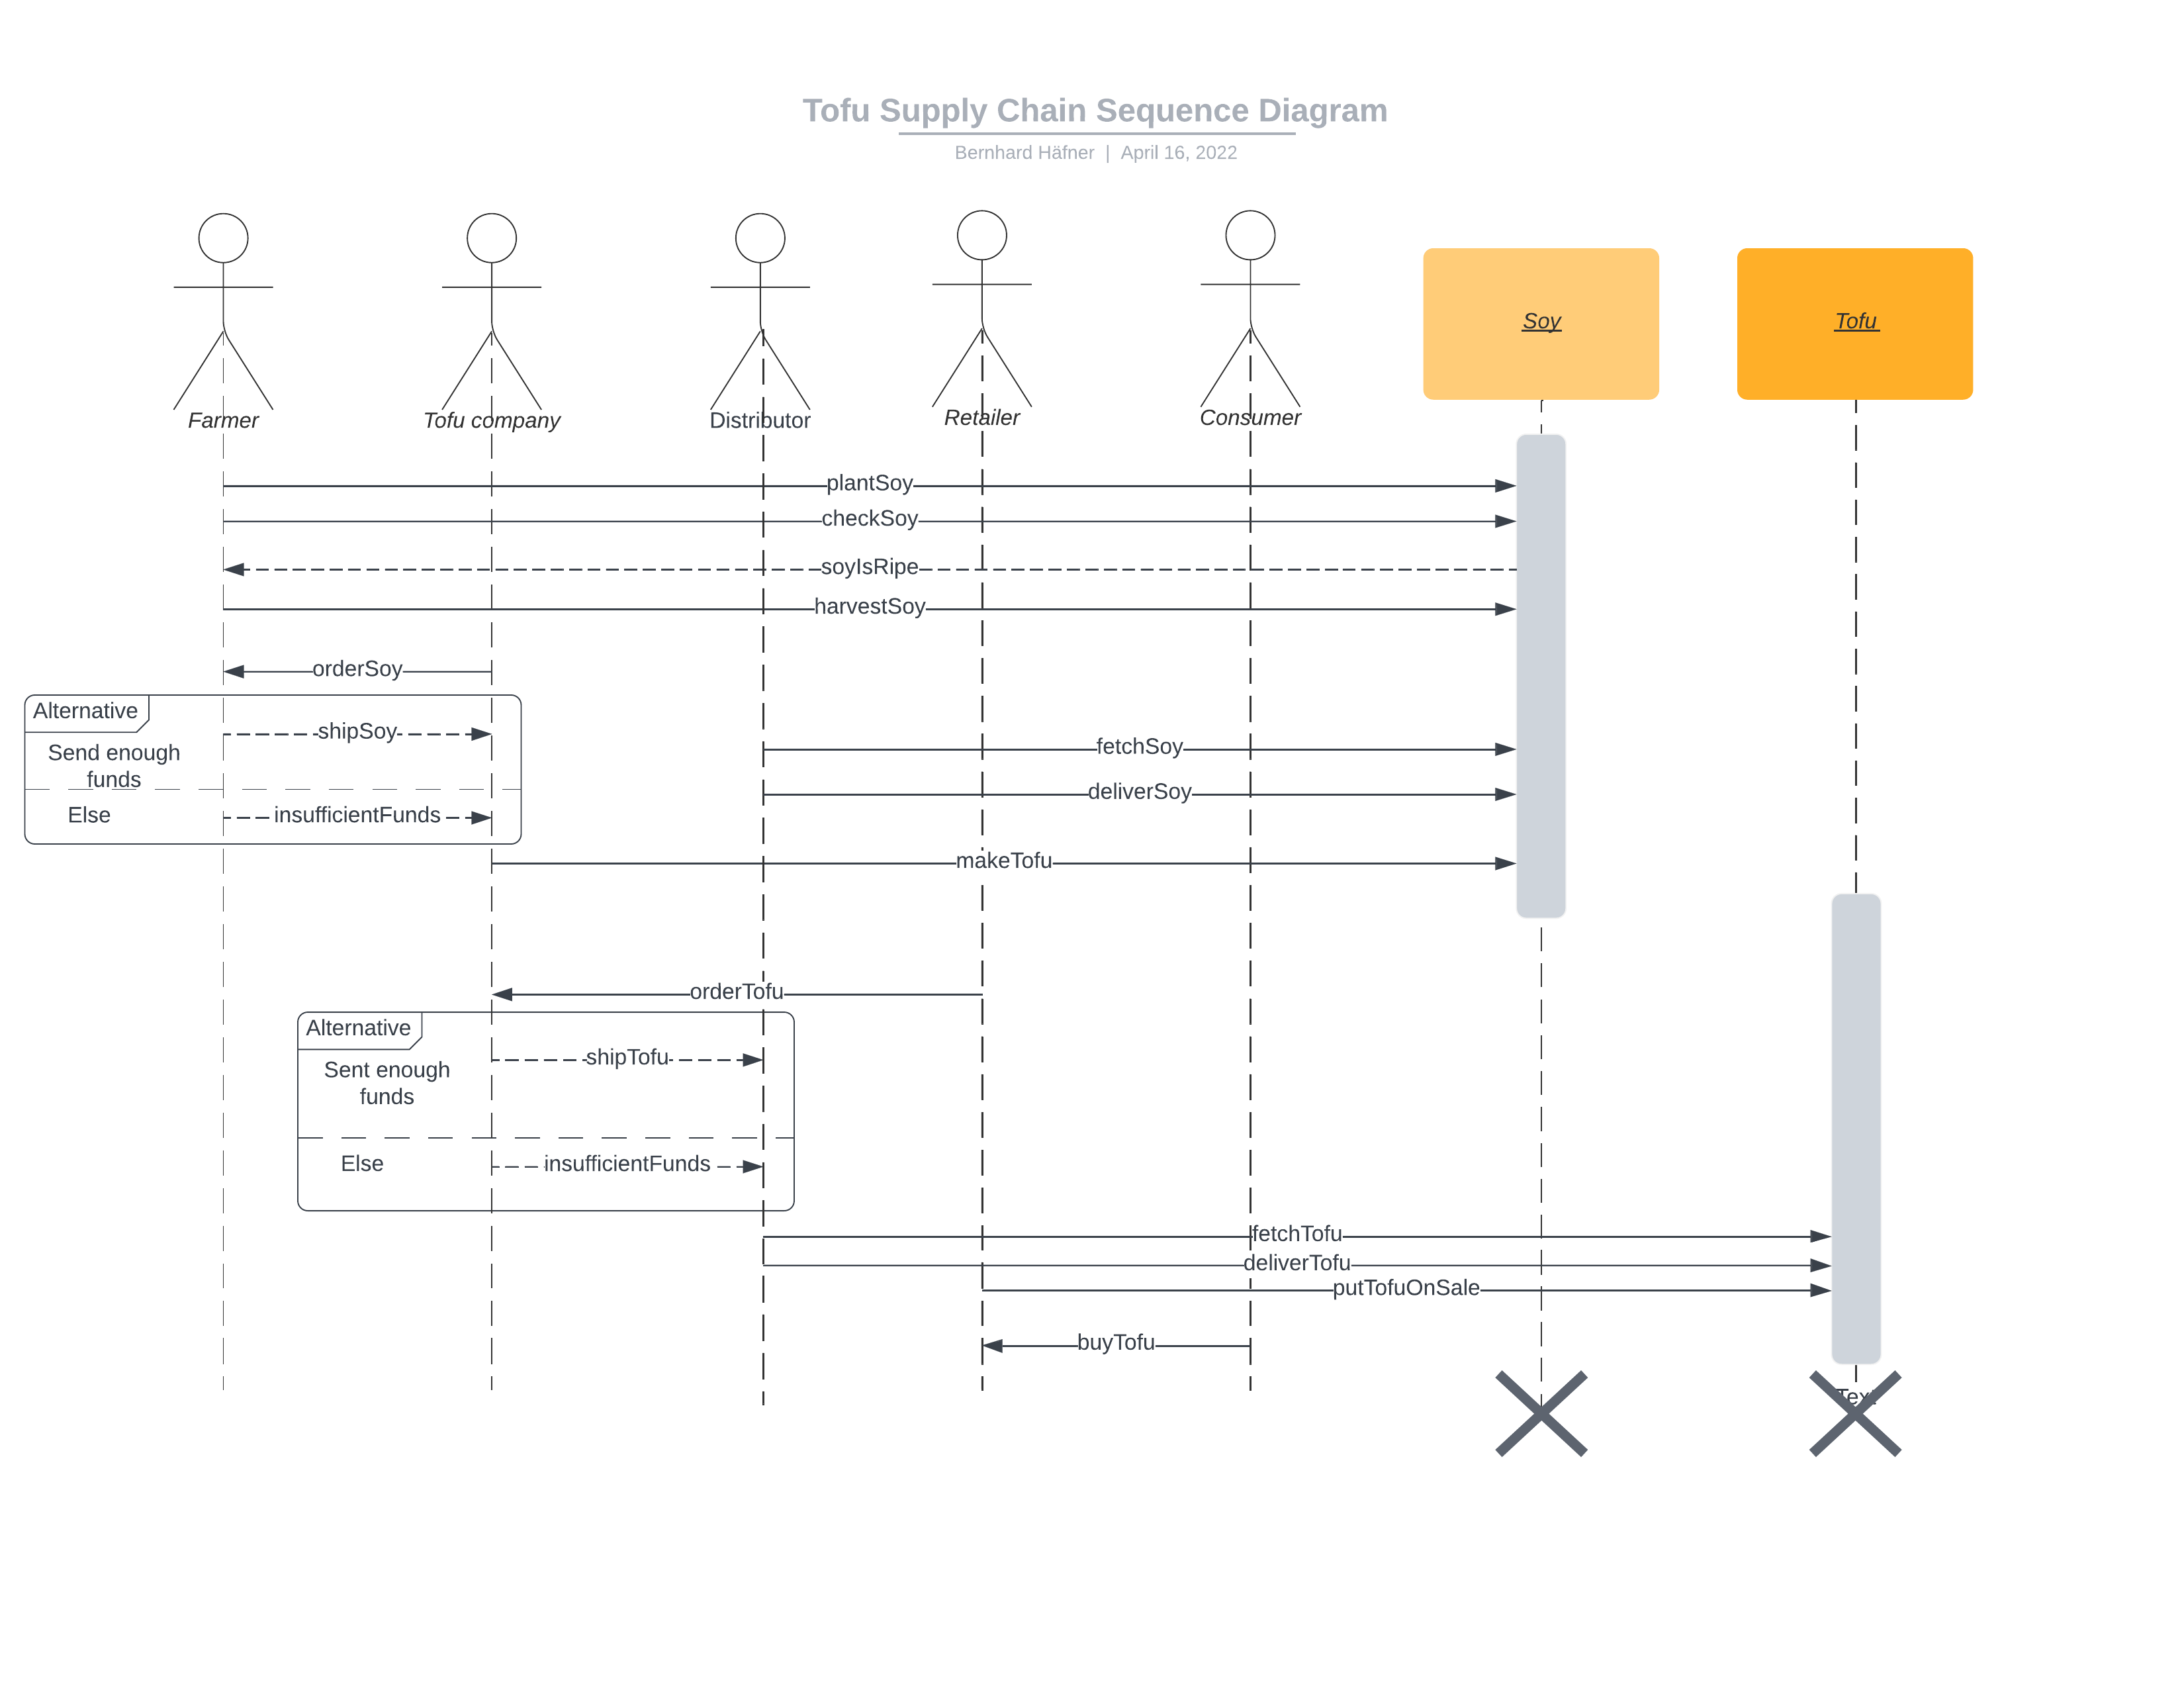 Tofu Supply Chain Sequence Diagram
Bernhard Häfner | April 16, 2022
Soy
Tofu
Farmer
Tofu company
Distributor
Retailer
Consumer
plantSoy
checkSoy
soyIsRipe
harvestSoy
orderSoy
Alternative
shipSoy
Send enough
funds
fetchSoy
deliverSoy
Else
insufficientFunds
makeTofu
orderTofu
Alternative
shipTofu
Sent enough
funds
Else
insufficientFunds
fetchTofu
deliverTofu
putTofuOnSale
buyTofu
Text